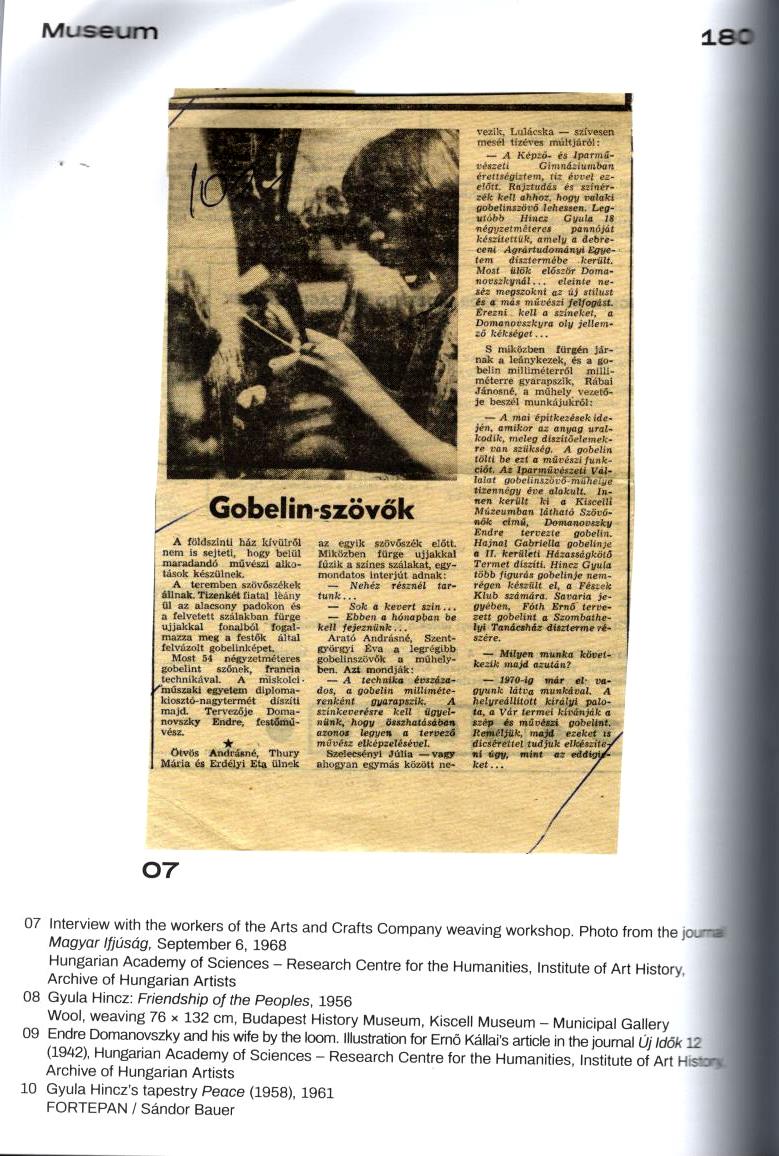 Museum
180
Gobelin-szövők
A földszinti ház kívülről
nem is sejteti, hogy belül
maradandó művészi alko-
tások készülnek.
A teremben szövőszékek
állnak. Tizenkét fiatal leány
ül az alacsony padokon és
a felvetett szálakban fürge
ujjakkal fonalból fogal-
mazza meg a festők által
felvázolt gobelinképet.
Most 54 négyzetméteres
gobelint szőnek, francia
technikával. A miskolci
műszaki egyetem diploma-
kiosztó-nagytermét díszíti
majd. Tervezője Doma-
novszky Endre, festőmű-
vész.
★
Ötvös Andrásné, Thury
Mária és Erdélyi Eta ülnek
az egyik szövőszék előtt.
Miközben fürge ujjakkal
fűzik a színes szálakat, egy-
mondatos interjút adnak:
— Nehéz résznél tar-
tunk...
— Sok a kevert szín...
— Ebben a hónapban be
kell fejeznünk...
Arató Andrásné, Szent-
györgyi Éva a legrégibb
gobelinszövők a műhely-
ben. Azt mondják:
— A technika évszáza-
dos, a gobelin milliméte-
renként gyarapszik. A
színkeverésre kell ügyel-
nünk, hogy összhatásában
azonos legyen a tervező
művész elképzelésével.
Szelecsényi Júlia — vagy
ahogyan egymás között ne-
vezik, Lulácska — szívesen
mesél tízéves múltjáról:
— A Képző- és Iparmű-
vészeti Gimnáziumban
érettségiztem, tíz évvel ez-
előtt. Rajztudás és színér-
zék kell ahhoz, hogy valaki
gobelinszövő lehessen. Leg-
utóbb Hincz Gyula 18
négyzetméteres pannóját
készítettük, amely a debre-
ceni Agrártudományi Egye-
tem dísztermébe került.
Most ülök először Doma-
novszkynál... eleinte ne-
héz megszokni az új stílust
és a más művészi felfogást.
Érezni kell a színeket, a
Domanovszkyra oly jellem-
ző kékséget...
S miközben fürgén jár-
nak a leánykezek, és a go-
belin milliméterről milli-
méterre gyarapszik, Rábai
Jánosné, a műhely vezető-
je beszél munkájukról:
— A mai építkezések ide-
jén, amikor az anyag ural-
kodik, meleg díszítőelemek-
re van szükség. A gobelin
tölti be ezt a művészi funk-
ciót. Az Iparművészeti Vál-
lalat gobelinszövő-műhelye
tizennégy éve alakult. In-
nen került ki a Kiscelli
Múzeumban látható Szövő-
nők című, Domanovszky
Endre tervezte gobelin.
Hajnal Gabriella gobelinje
a II. kerületi Házasságkötő
Termet díszíti. Hincz Gyula
több figurás gobelinje nem-
régen készült el, a Fészek
Klub számára. Savaria je-
gyében, Fóth Ernő terve-
zett gobelint a Szombathe-
lyi Tanácsház díszterme ré-
szére.
— Milyen munka követ-
kezik majd azután?
— 1970-ig már el va-
gyunk látva munkával. A
helyreállított királyi palo-
ta, a Vár termei kívánják a
szép és művészi gobelint.
Reméljük, majd ezeket is
dicsérettel tudjuk elkészíte-
ni úgy, mint az eddigie-
ket...
07
07 Interview with the workers of the Arts and Crafts Company weaving workshop. Photo from the journal
Magyar Ifjúság, September 6, 1968
Hungarian Academy of Sciences – Research Centre for the Humanities, Institute of Art History,
Archive of Hungarian Artists
08 Gyula Hincz: Friendship of the Peoples, 1956
Wool, weaving 76 × 132 cm, Budapest History Museum, Kiscell Museum – Municipal Gallery
09 Endre Domanovszky and his wife by the loom. Illustration for Ernő Kállai's article in the journal Új Idők 12
(1942), Hungarian Academy of Sciences – Research Centre for the Humanities, Institute of Art History,
Archive of Hungarian Artists
10 Gyula Hincz's tapestry Peace (1958), 1961
FORTEPAN / Sándor Bauer